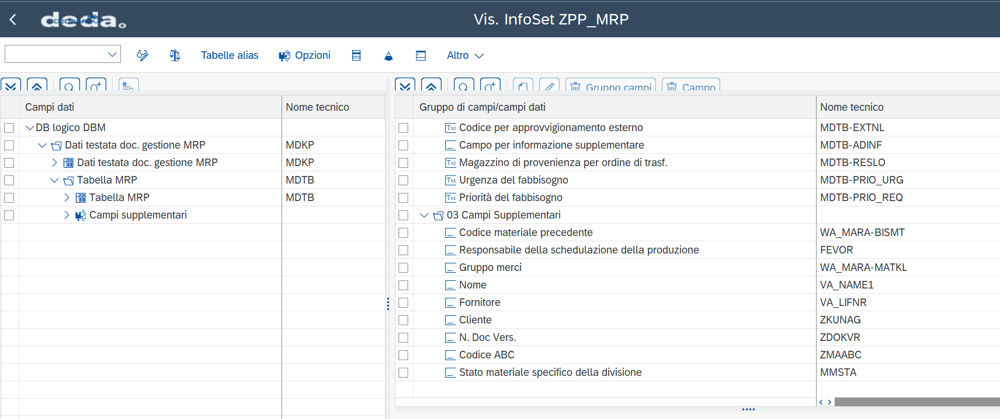 deda.
Vis. InfoSet ZPP_MRP
Tabelle alias
Opzioni
Altro
Gruppo campi
Campo
Campi dati
Nome tecnico
DB logico DBM
Dati testata doc. gestione MRP MDKP
Dati testata doc. gestione MRP MDKP
Tabella MRP MDTB
Tabella MRP MDTB
Campi supplementari
Gruppo di campi/campi dati
Nome tecnico
Txt Codice per approvvigionamento esterno MDTB-EXTNL
Campo per informazione supplementare MDTB-ADINF
Txt Magazzino di provenienza per ordine di trasf. MDTB-RESLO
Txt Urgenza del fabbisogno MDTB-PRIO_URG
Txt Priorità del fabbisogno MDTB-PRIO_REQ
03 Campi Supplementari
Codice materiale precedente WA_MARA-BISMT
Responsabile della schedulazione della produzione FEVOR
Gruppo merci WA_MARA-MATKL
Nome VA_NAME1
Fornitore VA_LIFNR
Cliente ZKUNAG
N. Doc Vers. ZDOKVR
Codice ABC ZMAABC
Stato materiale specifico della divisione MMSTA